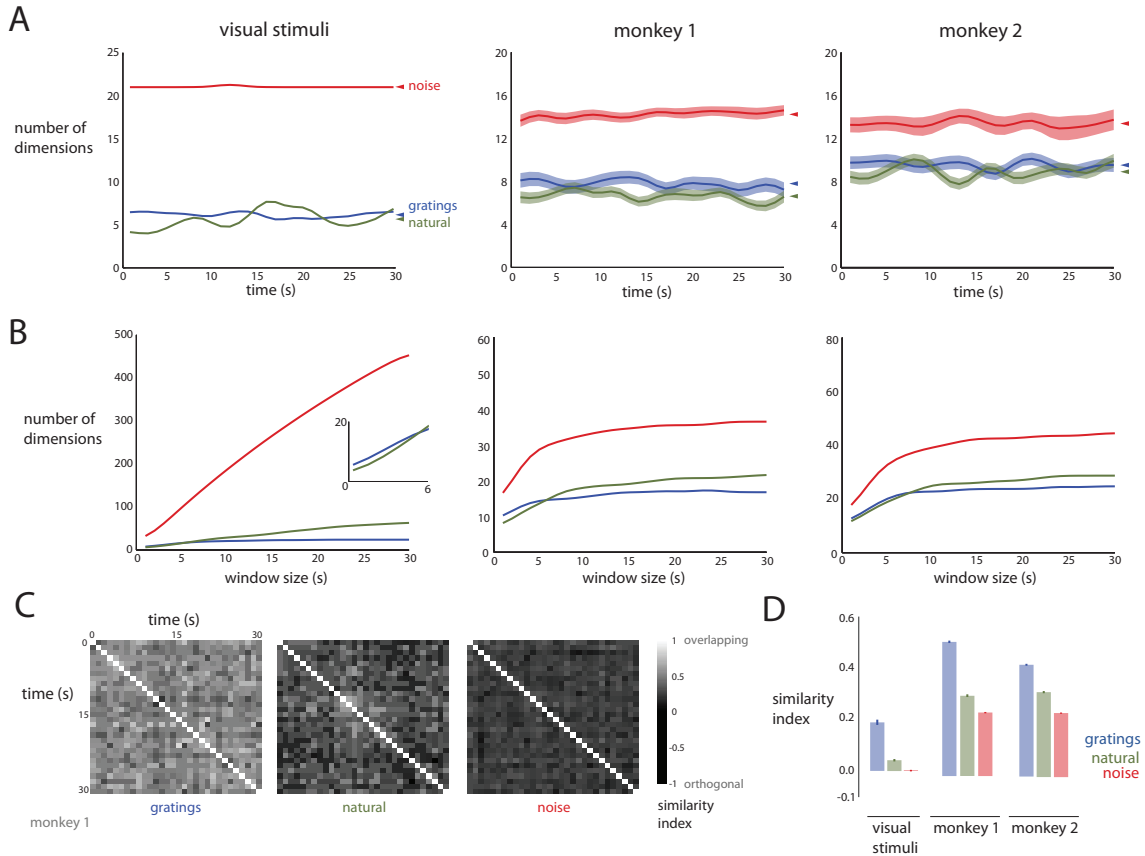 A
visual stimuli
monkey 1
monkey 2
number of
dimensions
25
20
15
10
5
0
noise
gratings
natural
0 5 10 15 20 25 30
time (s)
20
16
12
8
4
0
0 5 10 15 20 25 30
time (s)
20
16
12
8
4
0
0 5 10 15 20 25 30
time (s)
B
number of
dimensions
500
400
300
200
100
0
20
0
6
0 5 10 15 20 25 30
window size (s)
60
50
40
30
20
10
0
0 5 10 15 20 25 30
window size (s)
80
60
40
20
0
0 5 10 15 20 25 30
window size (s)
C
time (s)
0 15 30
time (s)
0
15
30
gratings
natural
noise
monkey 1
1 overlapping
0.5
0
-0.5
-1 orthogonal
similarity
index
D
similarity
index
0.6
0.4
0.2
0.0
-0.1
gratings
natural
noise
visual
stimuli
monkey 1
monkey 2